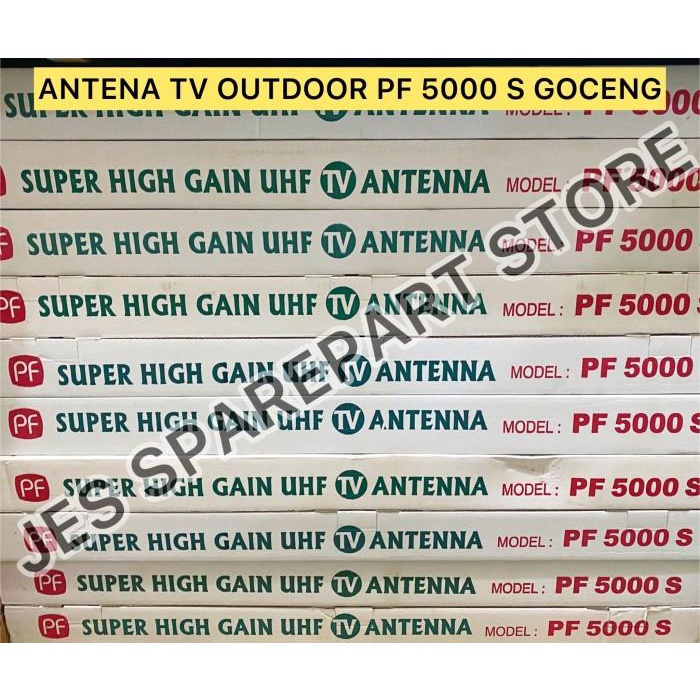 ANTENA TV OUTDOOR PF 5000 S GOCENG
SUPER HIGH GAIN UHF TV ANTENNA MODEL: PF 5000
PF SUPER HIGH GAIN UHF TV ANTENNA MODEL: PF 5000
PF SUPER HIGH GAIN UHF TV ANTENNA MODEL: PF 5000
PF SUPER HIGH GAIN UHF TV ANTENNA MODEL: PF 5000 S
PF SUPER HIGH GAIN UHF TV ANTENNA MODEL: PF 5000
PF SUPER HIGH GAIN UHF TV ANTENNA MODEL: PF 5000 S
PF SUPER HIGH GAIN UHF TV ANTENNA MODEL: PF 5000 S
PF SUPER HIGH GAIN UHF TV ANTENNA MODEL: PF 5000 S
PF SUPER HIGH GAIN UHF TV ANTENNA MODEL: PF 5000 S
PF SUPER HIGH GAIN UHF TV ANTENNA MODEL: PF 5000 S
JES SPAREPART STORE